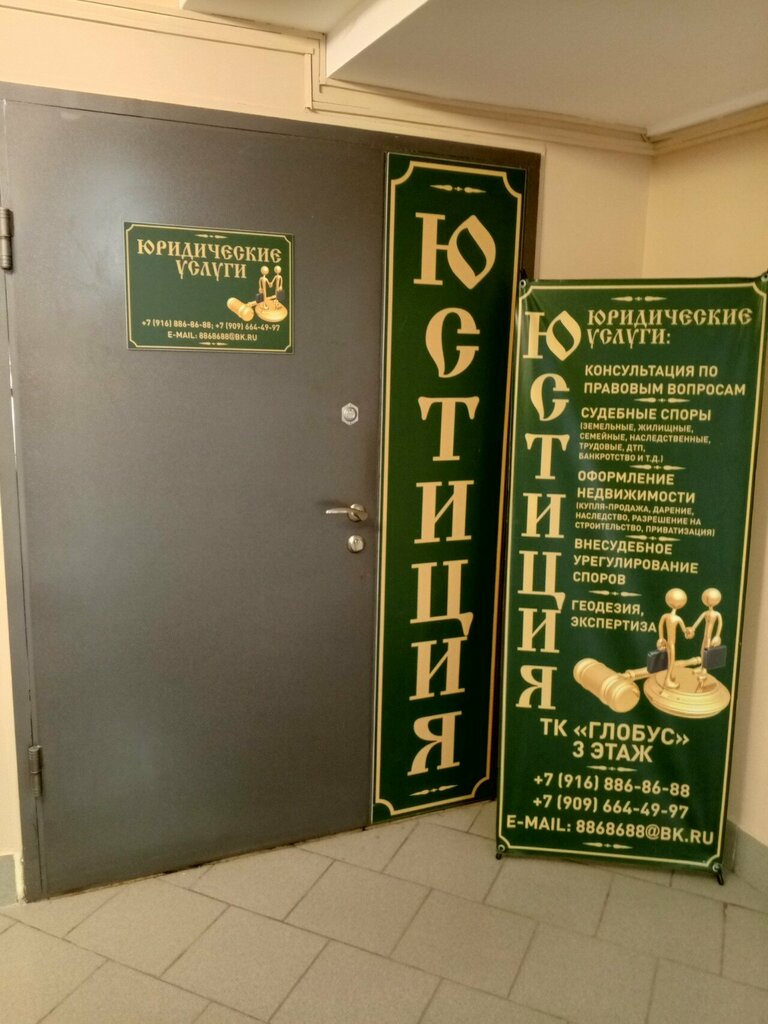 ЮРИДИЧЕСКИЕ
УСЛУГИ
+7 (916) 886-86-88; +7 (909) 664-49-97
E-MAIL: 8868688@BK.RU
ЮСТИЦИЯ
ЮСТИЦИЯ
ЮРИДИЧЕСКИЕ
УСЛУГИ:
КОНСУЛЬТАЦИЯ ПО
ПРАВОВЫМ ВОПРОСАМ
СУДЕБНЫЕ СПОРЫ
(ЗЕМЕЛЬНЫЕ, ЖИЛИЩНЫЕ,
СЕМЕЙНЫЕ, НАСЛЕДСТВЕННЫЕ,
ТРУДОВЫЕ, ДТП,
БАНКРОТСТВО И Т.Д.)
ОФОРМЛЕНИЕ
НЕДВИЖИМОСТИ
(КУПЛЯ-ПРОДАЖА, ДАРЕНИЕ,
НАСЛЕДСТВО, РАЗРЕШЕНИЕ НА
СТРОИТЕЛЬСТВО, ПРИВАТИЗАЦИЯ)
ВНЕСУДЕБНОЕ
УРЕГУЛИРОВАНИЕ
СПОРОВ
ГЕОДЕЗИЯ,
ЭКСПЕРТИЗА
ТК «ГЛОБУС»
3 ЭТАЖ
+7 (916) 886-86-88
+7 (909) 664-49-97
E-MAIL: 8868688@BK.RU